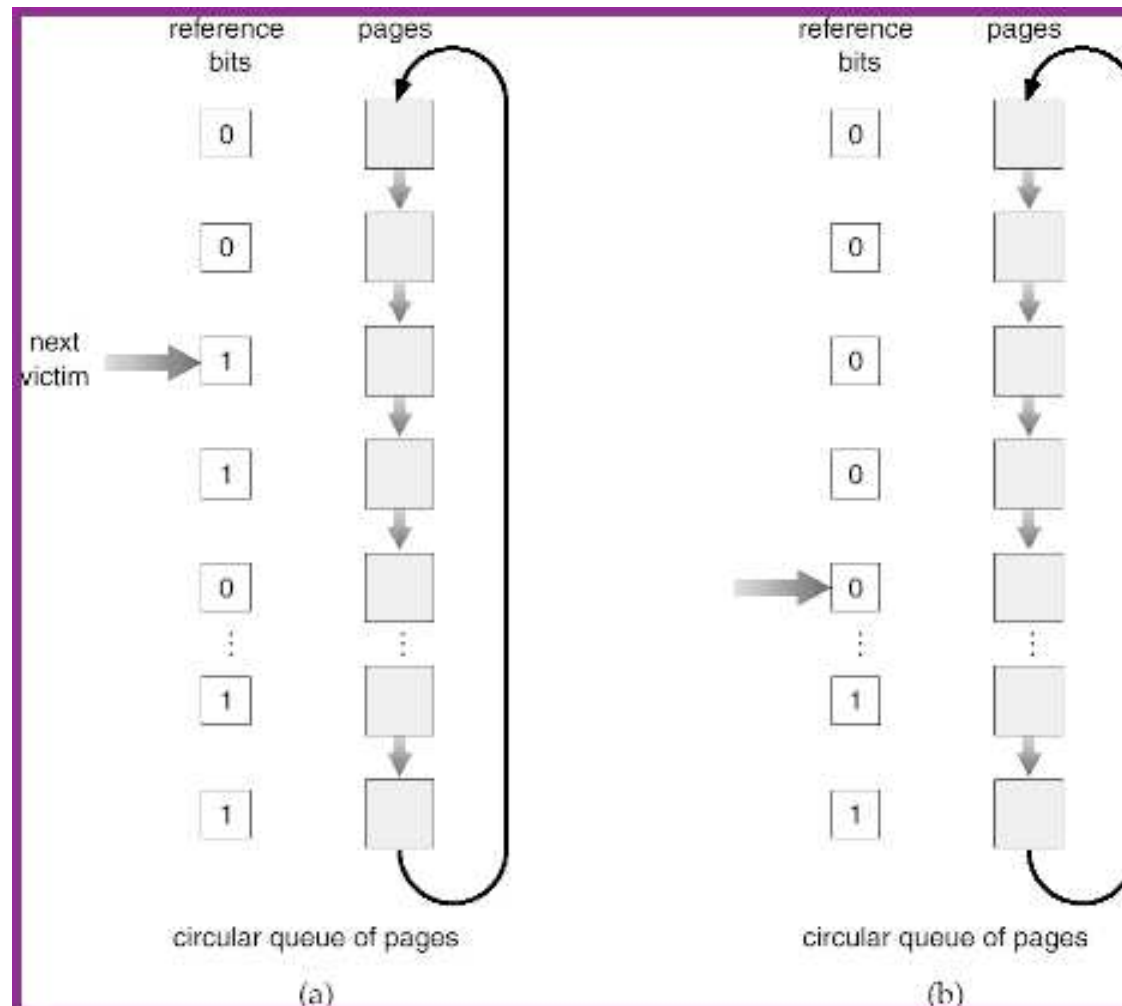 reference pages
bits
0
0
next
victim
1
1
0
⋮ ⋮
1
1
circular queue of pages
(a)
reference pages
bits
0
0
0
0
0
⋮ ⋮
1
1
circular queue of pages
(b)